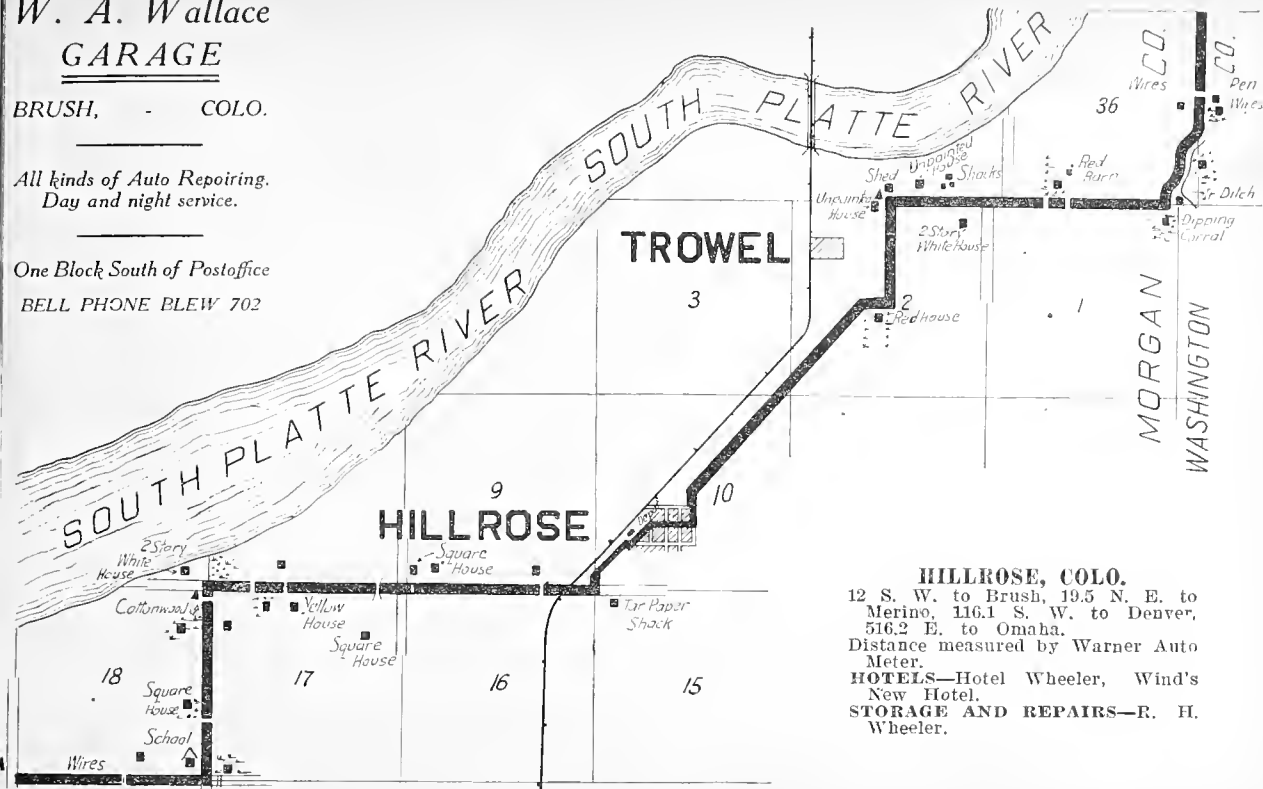 W. A. Wallace
GARAGE
BRUSH, - COLO.
All kinds of Auto Repoiring.
Day and night service.
One Block South of Postoffice
BELL PHONE BLEW 702
SOUTH PLATTE RIVER
SOUTH PLATTE RIVER
CO.
CO.
Wires
Pen
Wires
36
Unpainted
House
Shed
Shacks
Red
Barn
Unpaint
House
2 Story
White House
Dipping
Corral
Ditch
TROWEL
3
2
Red House
1
MORGAN
WASHINGTON
9
HILLROSE
10
Depot
2 Story
White
House
Square
House
Cottonwood
Yellow
House
Square
House
Tar Paper
Shack
18
17
16
15
Square
House
School
Wires
HILLROSE, COLO.
12 S. W. to Brush, 19.5 N. E. to
Merino, 116.1 S. W. to Denver,
516.2 E. to Omaha.
Distance measured by Warner Auto
Meter.
HOTELS—Hotel Wheeler, Wind's
New Hotel.
STORAGE AND REPAIRS—R. H.
Wheeler.